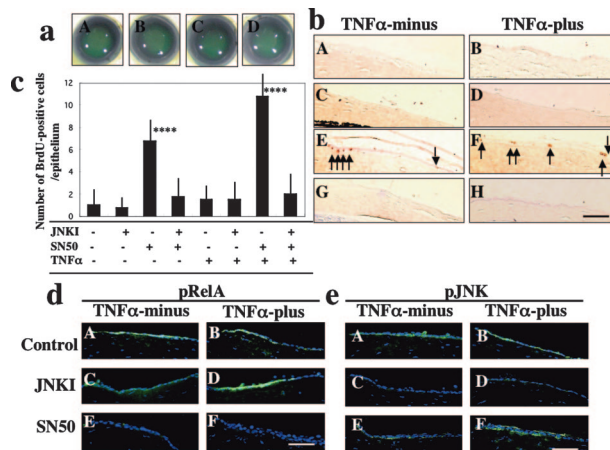 a
A B C D
b
TNFα-minus TNFα-plus
A B
C D
E F
G H
c
Number of BrdU-positive cells
/epithelium
12
10
8
6
4
2
0
****
****
JNKI - + - + - + - +
SN50 - - + + - - + +
TNFα - - - - + + + +
d pRelA
TNFα-minus TNFα-plus
Control A B
JNKI C D
SN50 E F
e pJNK
TNFα-minus TNFα-plus
A B
C D
E F